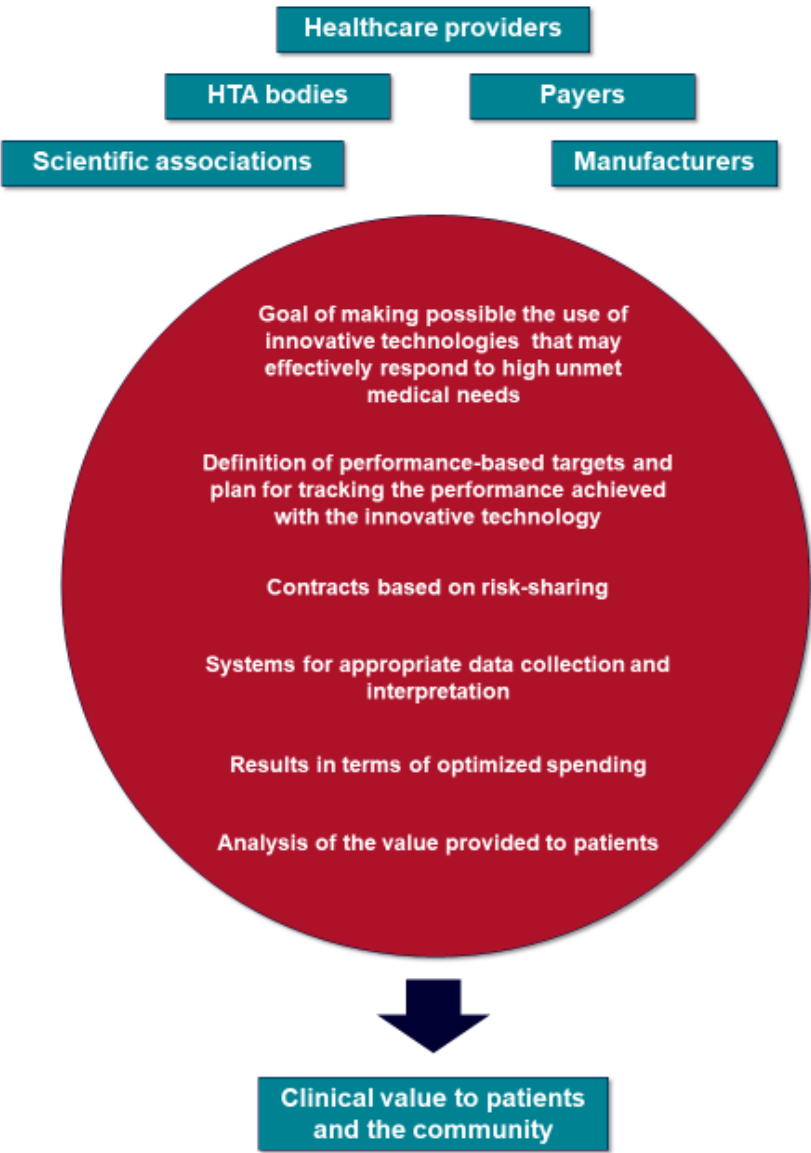 Healthcare providers
HTA bodies
Payers
Scientific associations
Manufacturers
Goal of making possible the use of
innovative technologies that may
effectively respond to high unmet
medical needs
Definition of performance-based targets and
plan for tracking the performance achieved
with the innovative technology
Contracts based on risk-sharing
Systems for appropriate data collection and
interpretation
Results in terms of optimized spending
Analysis of the value provided to patients
Clinical value to patients
and the community